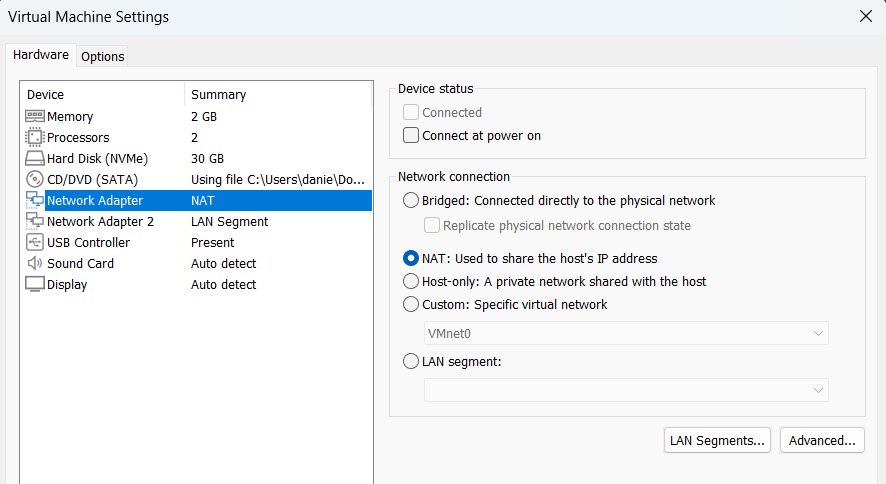 Virtual Machine Settings
Hardware
Options
Device Summary
Memory 2 GB
Processors 2
Hard Disk (NVMe) 30 GB
CD/DVD (SATA) Using file C:\Users\danie\Do...
Network Adapter NAT
Network Adapter 2 LAN Segment
USB Controller Present
Sound Card Auto detect
Display Auto detect
Device status
Connected
Connect at power on
Network connection
Bridged: Connected directly to the physical network
Replicate physical network connection state
NAT: Used to share the host's IP address
Host-only: A private network shared with the host
Custom: Specific virtual network
VMnet0
LAN segment:
LAN Segments... Advanced...